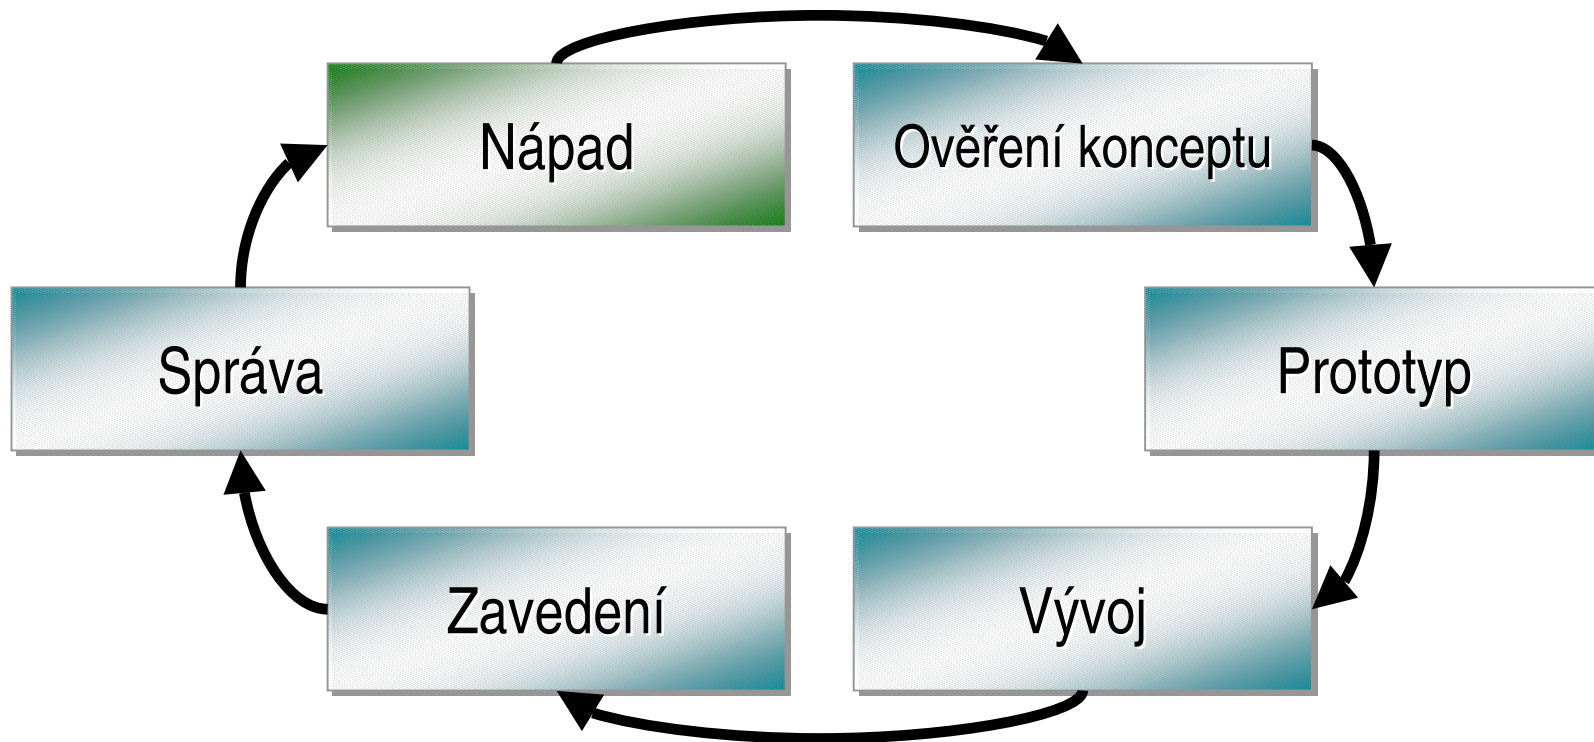 Nápad
Ověření konceptu
Správa
Prototyp
Zavedení
Vývoj